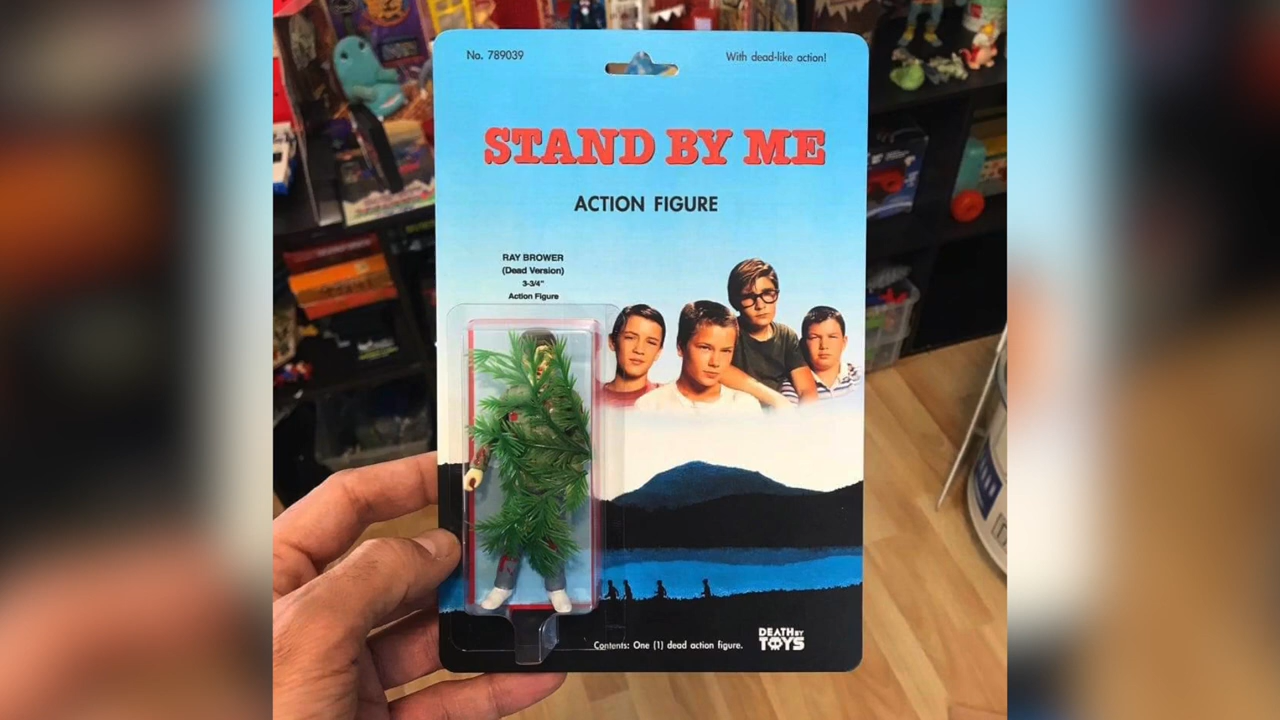 No. 789039
With dead-like action!
STAND BY ME
ACTION FIGURE
RAY BROWER
(Dead Version)
3-3/4"
Action Figure
Contents: One (1) dead action figure.
DEATH BY
TOYS